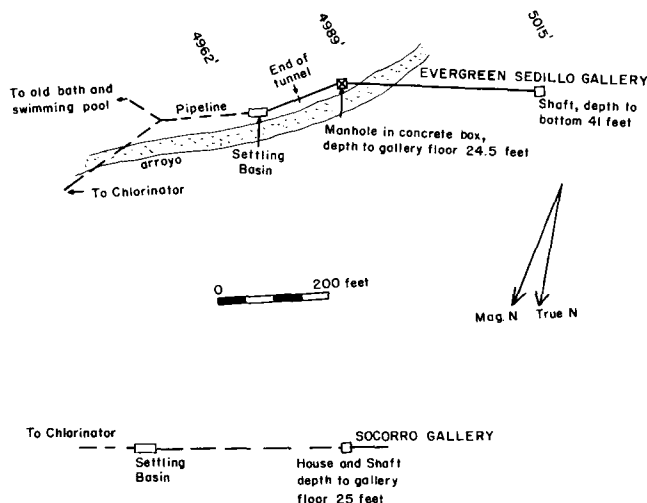 4962'
4989'
5015'
To old bath and
swimming pool
Pipeline
End of
tunnel
EVERGREEN SEDILLO GALLERY
Shaft, depth to
bottom 41 feet
Manhole in concrete box,
depth to gallery floor 24.5 feet
Settling
Basin
arroyo
To Chlorinator
0 200 feet
Mag. N True N
To Chlorinator
Settling
Basin
SOCORRO GALLERY
House and Shaft
depth to gallery
floor 25 feet